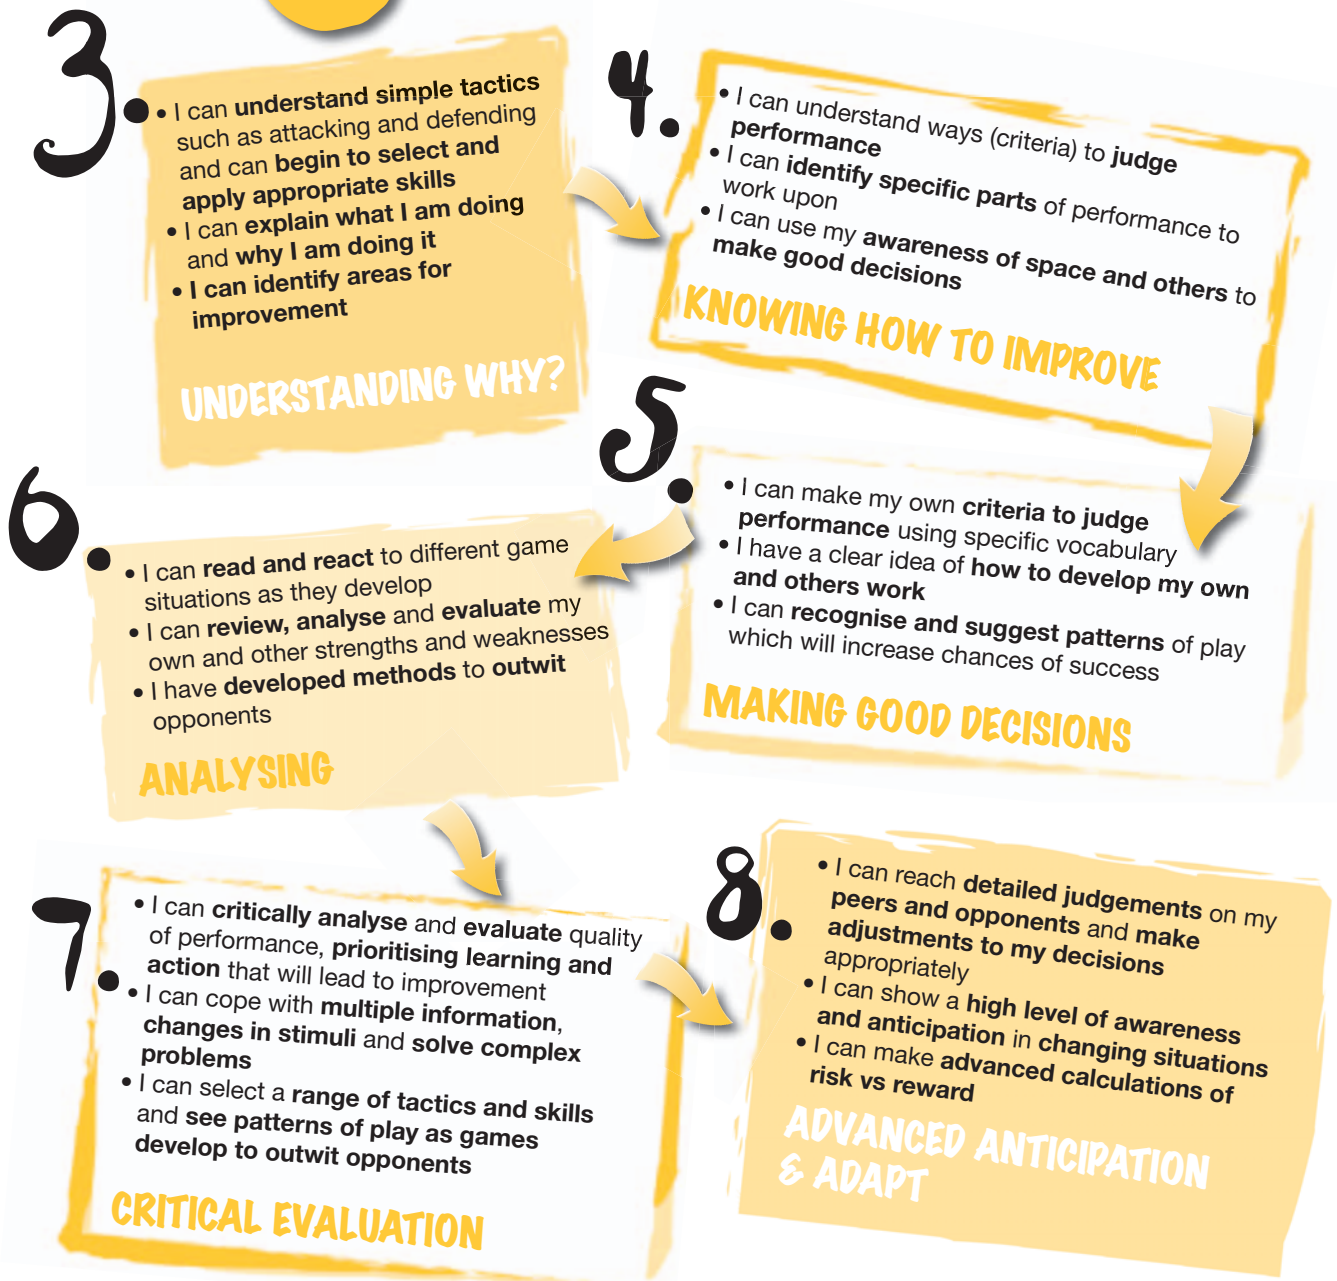 3.
• I can understand simple tactics
such as attacking and defending
and can begin to select and
apply appropriate skills
• I can explain what I am doing
and why I am doing it
• I can identify areas for
improvement
UNDERSTANDING WHY?
4.
• I can understand ways (criteria) to judge
performance
• I can identify specific parts of performance to
work upon
• I can use my awareness of space and others to
make good decisions
KNOWING HOW TO IMPROVE
5.
• I can make my own criteria to judge
performance using specific vocabulary
• I have a clear idea of how to develop my own
and others work
• I can recognise and suggest patterns of play
which will increase chances of success
MAKING GOOD DECISIONS
6.
• I can read and react to different game
situations as they develop
• I can review, analyse and evaluate my
own and other strengths and weaknesses
• I have developed methods to outwit
opponents
ANALYSING
7.
• I can critically analyse and evaluate quality
of performance, prioritising learning and
action that will lead to improvement
• I can cope with multiple information,
changes in stimuli and solve complex
problems
• I can select a range of tactics and skills
and see patterns of play as games
develop to outwit opponents
CRITICAL EVALUATION
8.
• I can reach detailed judgements on my
peers and opponents and make
adjustments to my decisions
appropriately
• I can show a high level of awareness
and anticipation in changing situations
• I can make advanced calculations of
risk vs reward
ADVANCED ANTICIPATION
& ADAPT